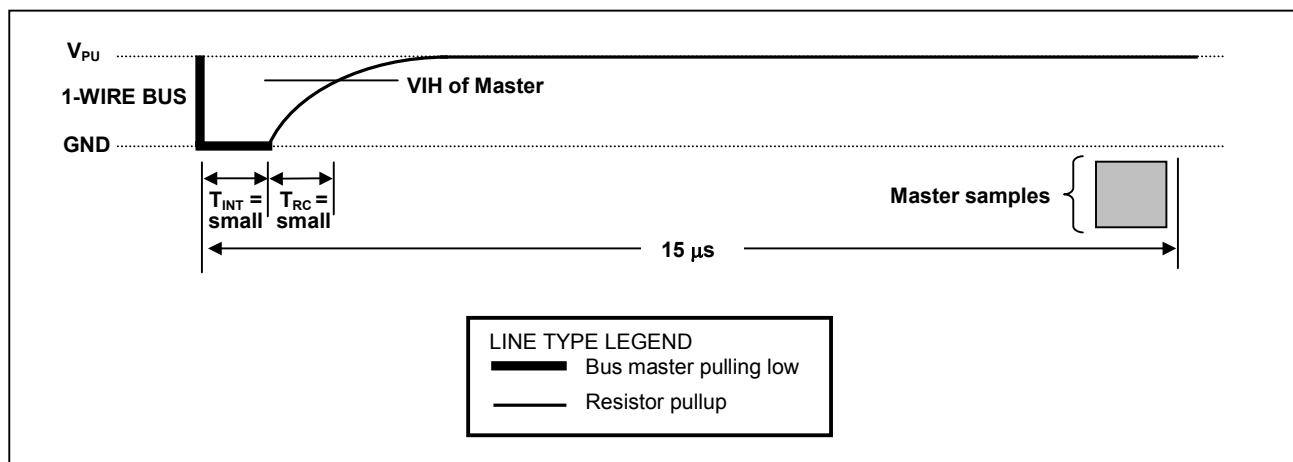 VPU
VIH of Master
1-WIRE BUS
GND
TINT =
small
TRC =
small
Master samples
15 μs
LINE TYPE LEGEND
Bus master pulling low
Resistor pullup